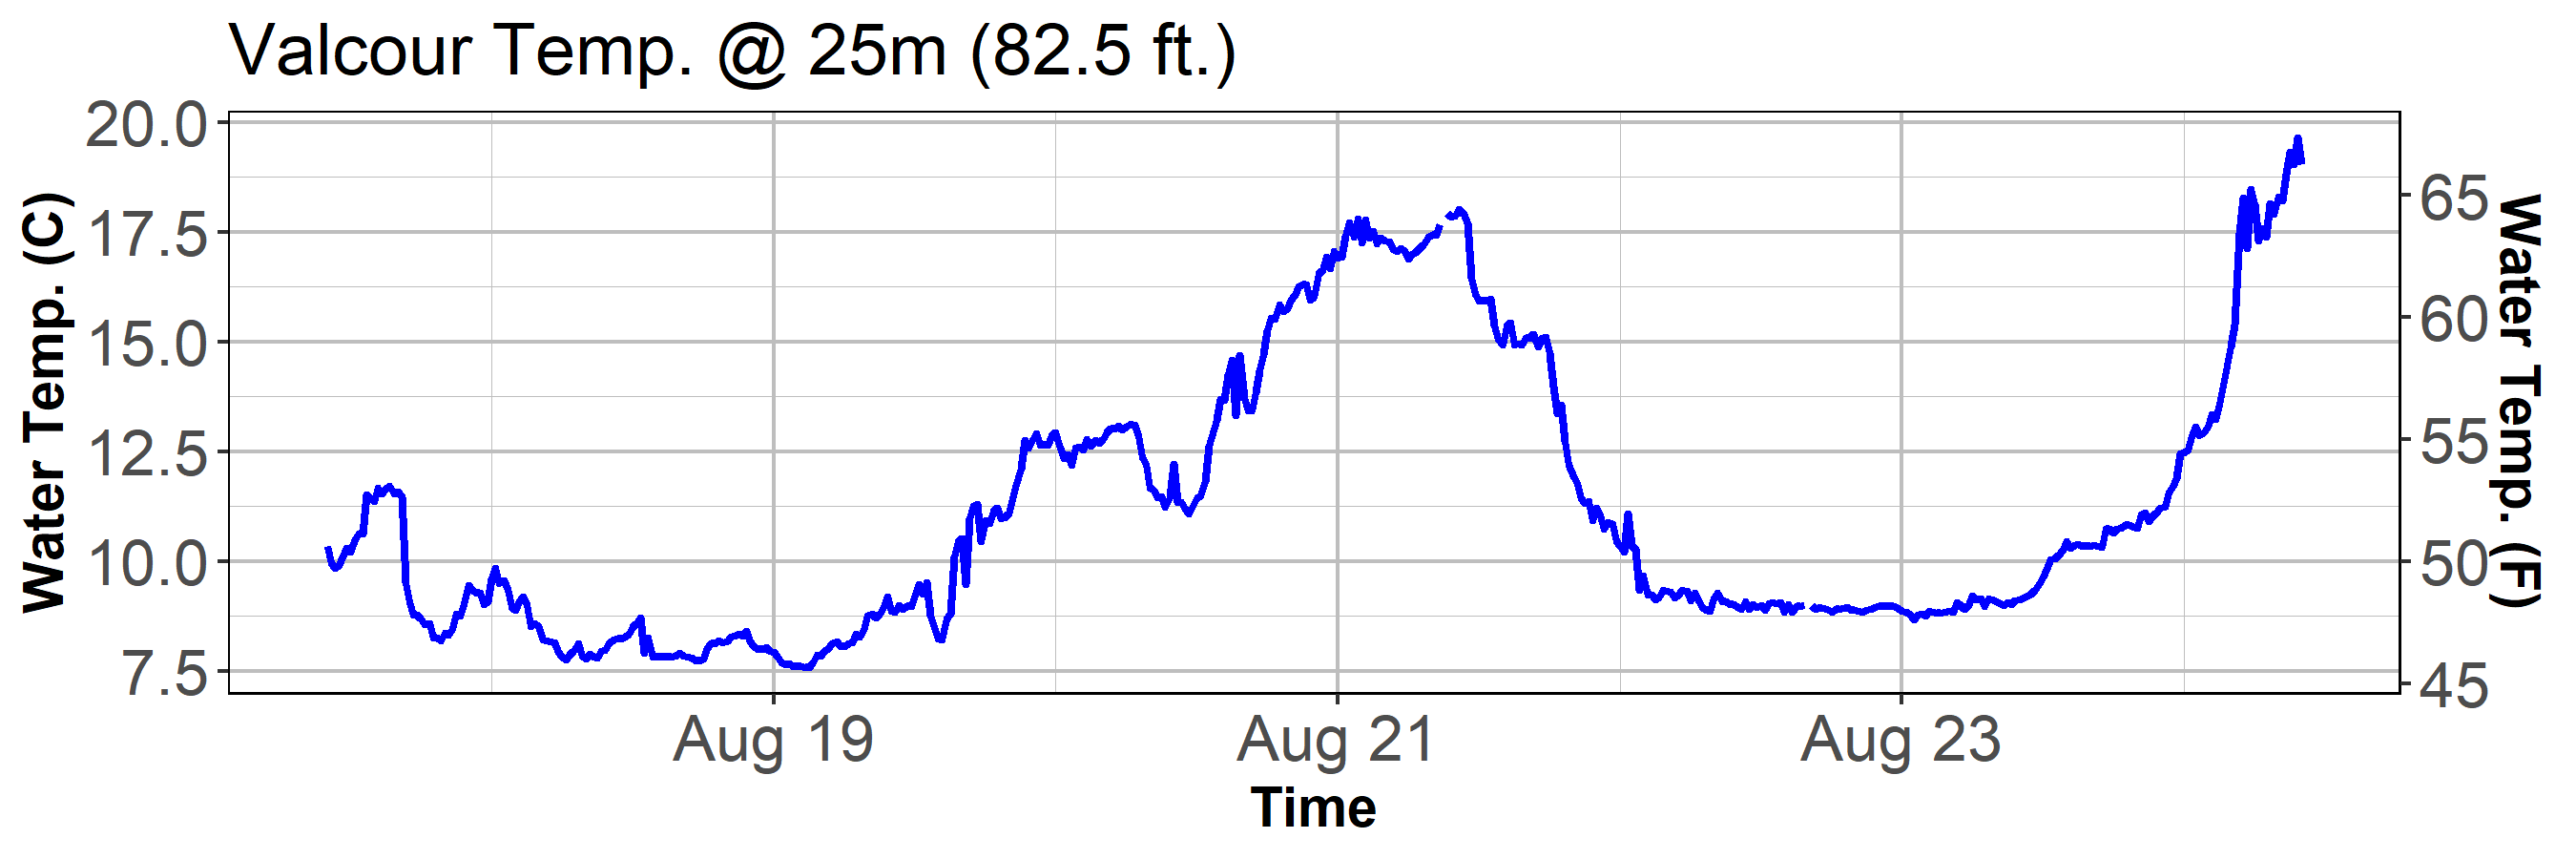 Valcour Temp. @ 25m (82.5 ft.)
Water Temp. (C)
20.0
17.5
15.0
12.5
10.0
7.5
65
60
55
50
45
Water Temp. (F)
Aug 19
Aug 21
Aug 23
Time